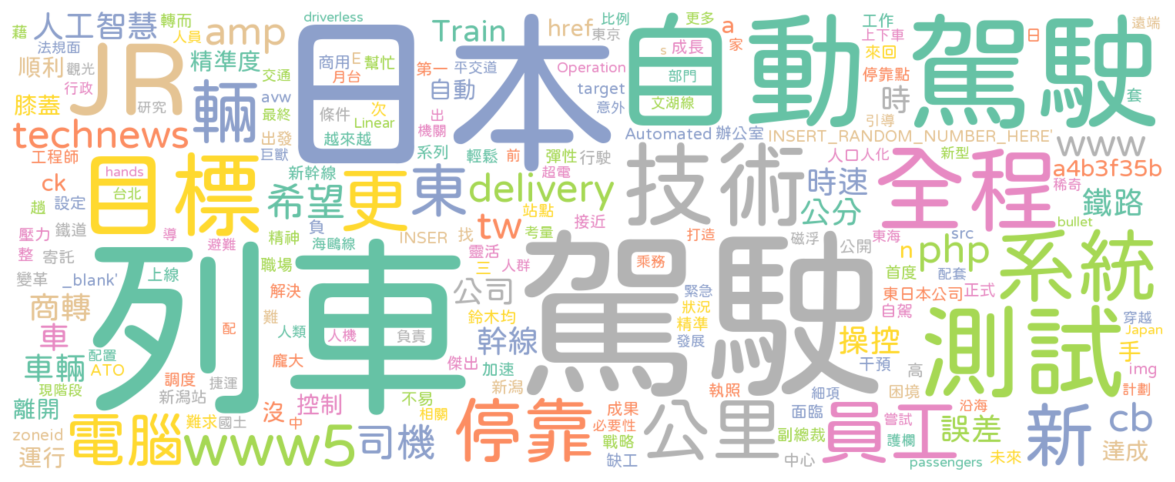 driverless
藉 人工智慧 轉而 人員 amp
法規面
順利 觀光 精準度
JR
膝蓋 行政 研究
technews
輛
日本
Train href 比例 東京 a 家 更多
商用 E 幫忙 月台 第一 平交道 s 成長
交通 avw 次 自動 Operation target 部門
最終 條件 Linear 意外 文湖線
出發 越來越 出 機關
巨獸 系列 輕鬆 前 彈性 行駛
自動
駕駛
工作 上下車 來回 遠端
停靠點 日 套
時 引導
Automated 辦公室 INSERT_RANDOM_NUMBER_HERE'
www
工程師 hands
ck 台北
趙 設定
目標
新幹線 希望 更 東 超電 delivery
負
壓力 鐵道 導 避難 精神 海鷗線 INSER 找 tw 站點 接近 考量
技術
時速 人口人化 新型 a4b3f35b
全程
公分 稀奇 鐵路
bullet
整 寄託 變革 _blank' 上線
職場 靈活 三 人群 打造 磁浮 公開 n 東海 src php
首度 配套
系統
商轉 解決 公司 乘務 緊急 東日本公司 正式
列車
駕駛
難 人類 人機 負責 鈴木均 狀況 精準 發展 自駕 穿越
車 幹線 操控 Japan
測試
手
車輛 配置 ATO 配 龐大 傑出 加速 新潟 執照 干預 高 img
現階段 調度 新潟站 捷運 不易 細項 困境 計劃
離開 沒 控制 相關 成果 面臨 沿海
電腦 難求 國土 中 停靠 必要性 公里 嘗試 員工 誤差 新 cb
zoneid www5 司機 戰略 副總裁 護欄
運行 缺工 中心 passengers 未來 達成